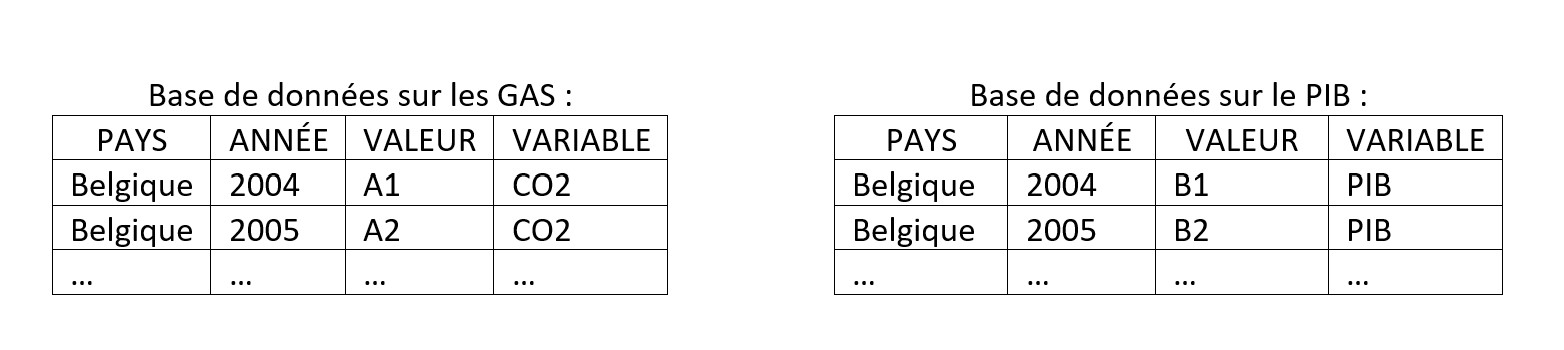 Base de données sur les GAS :
PAYS ANNÉE VALEUR VARIABLE
Belgique 2004 A1 CO2
Belgique 2005 A2 CO2
... ... ... ...
Base de données sur le PIB :
PAYS ANNÉE VALEUR VARIABLE
Belgique 2004 B1 PIB
Belgique 2005 B2 PIB
... ... ... ...